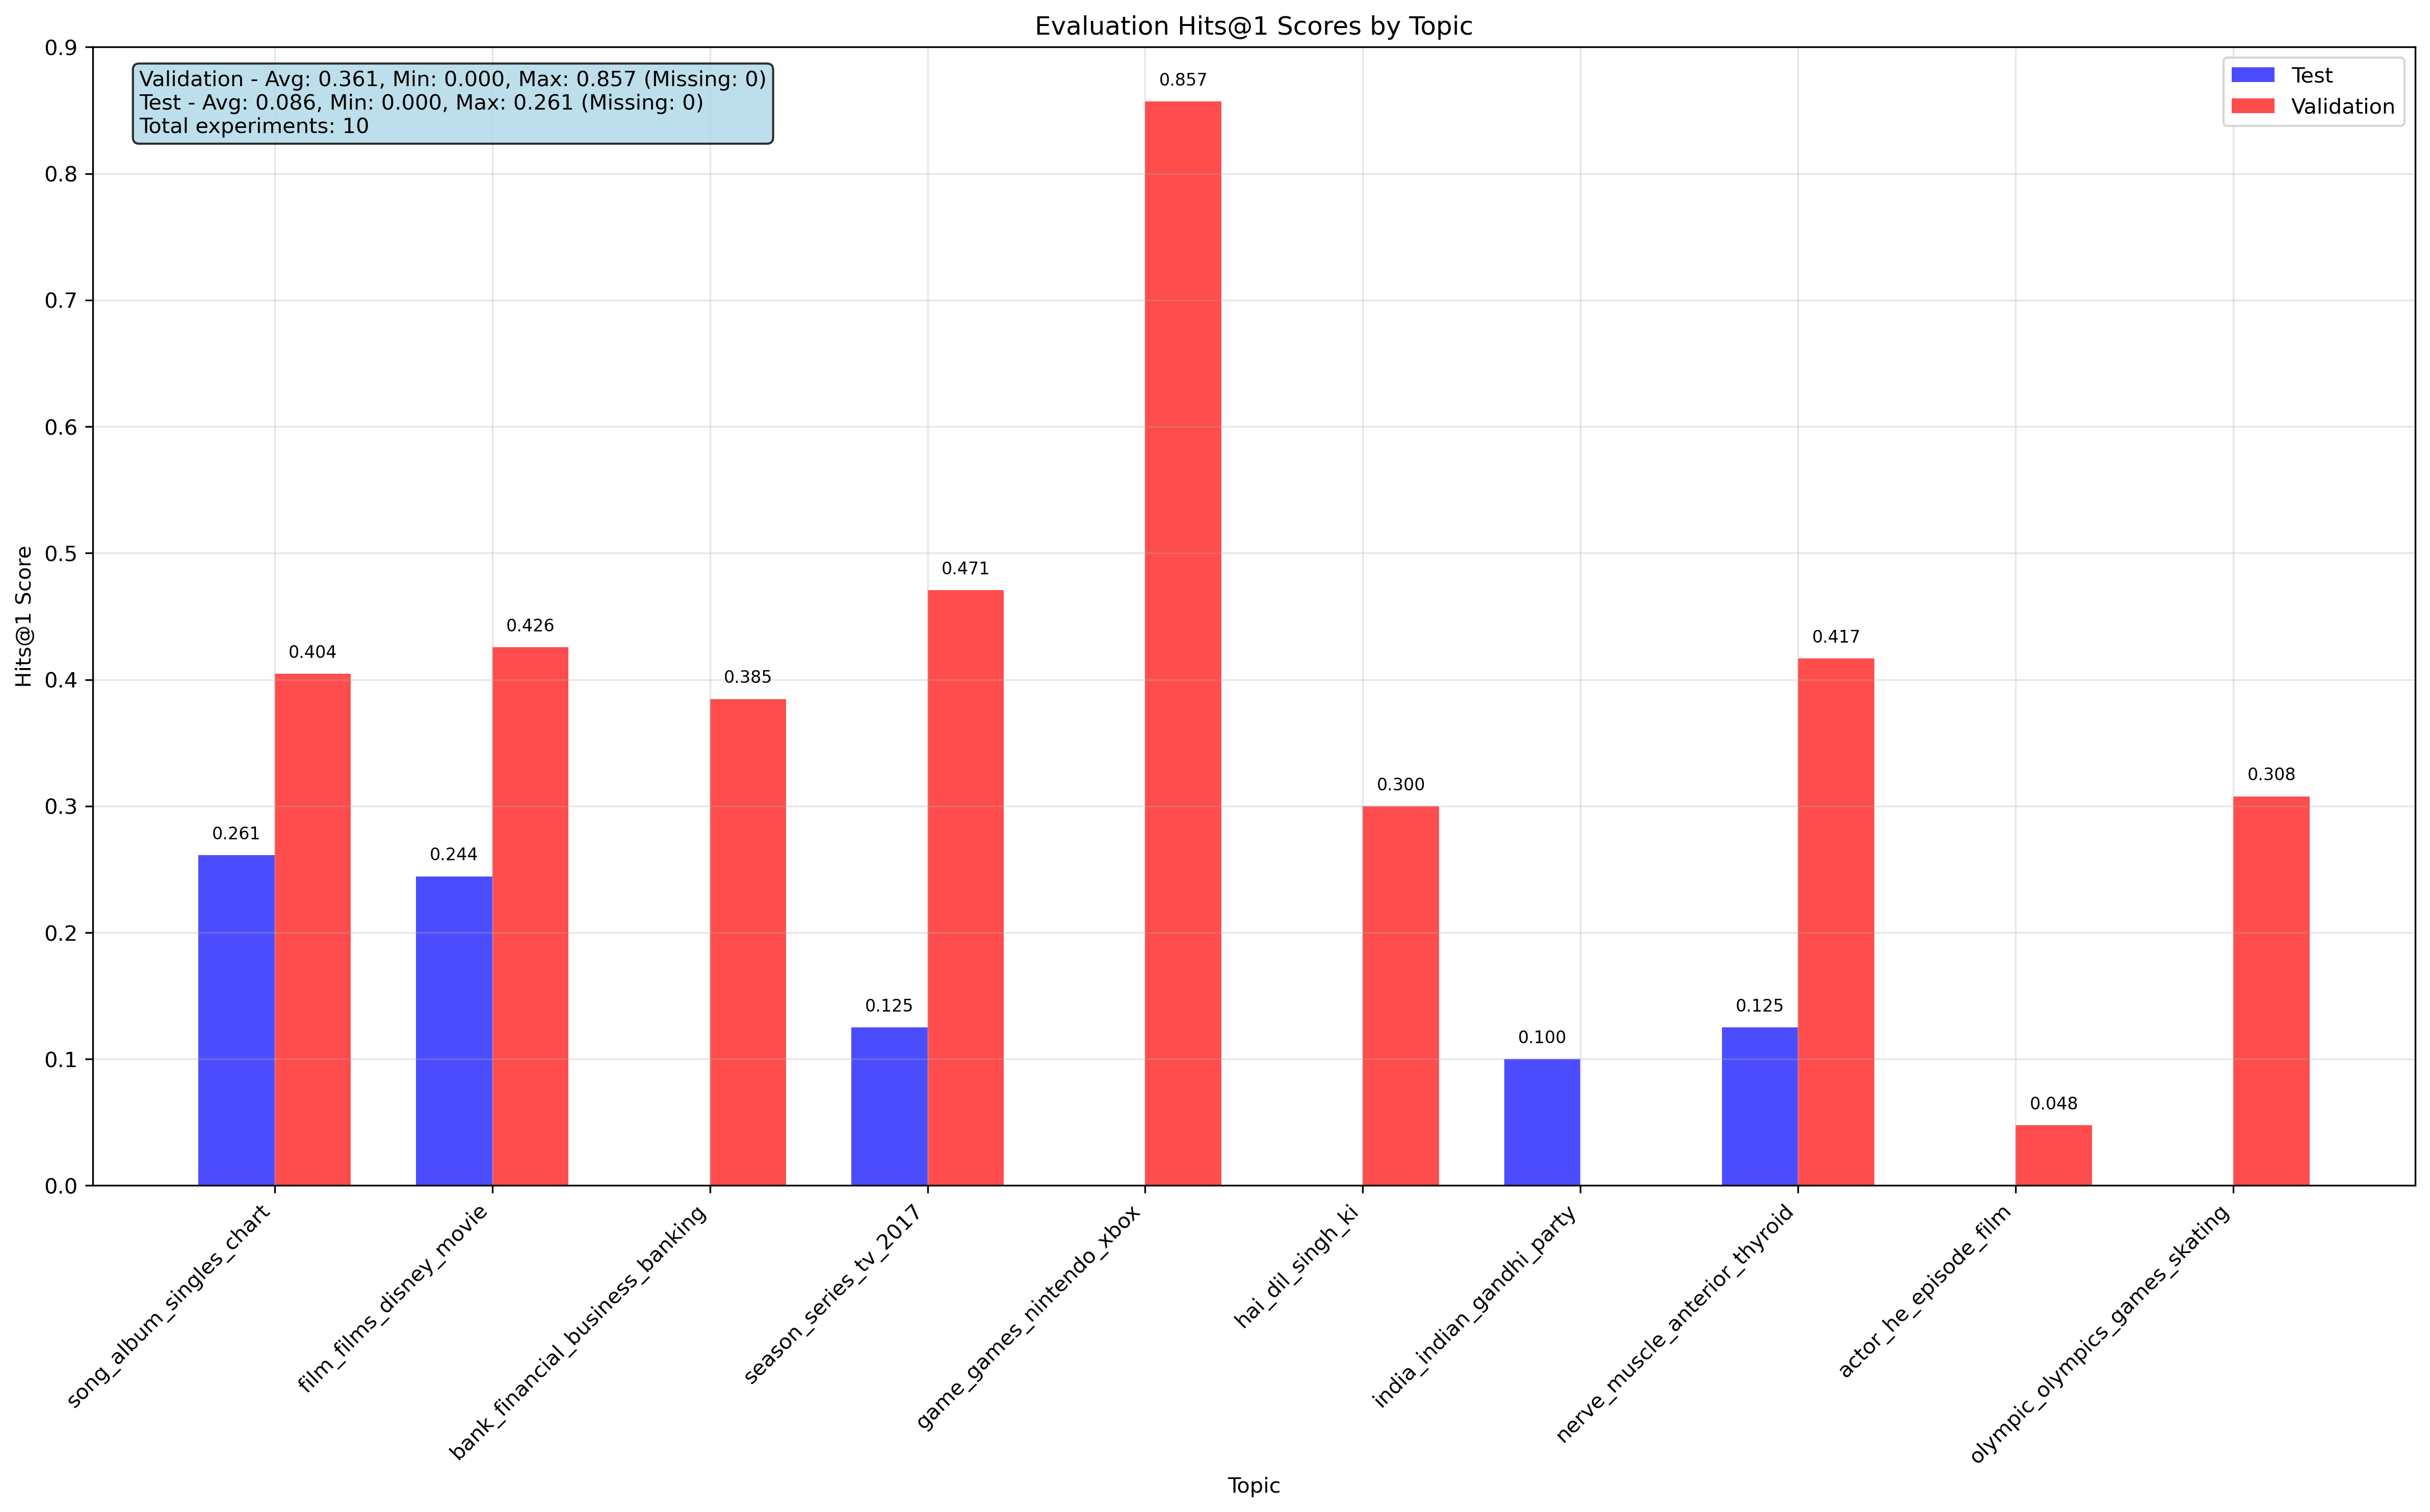 Evaluation Hits@1 Scores by Topic
Validation - Avg: 0.361, Min: 0.000, Max: 0.857 (Missing: 0)
Test - Avg: 0.086, Min: 0.000, Max: 0.261 (Missing: 0)
Total experiments: 10
Test
Validation
Hits@1 Score
0.9
0.8
0.7
0.6
0.5
0.4
0.3
0.2
0.1
0.0
0.261
0.404
0.244
0.426
0.385
0.125
0.471
0.857
0.300
0.100
0.125
0.417
0.048
0.308
song_album_singles_chart
film_films_disney_movie
bank_financial_business_banking
season_series_tv_2017
game_games_nintendo_xbox
hai_dil_singh_ki
india_indian_gandhi_party
nerve_muscle_anterior_thyroid
actor_he_episode_film
olympic_olympics_games_skating
Topic